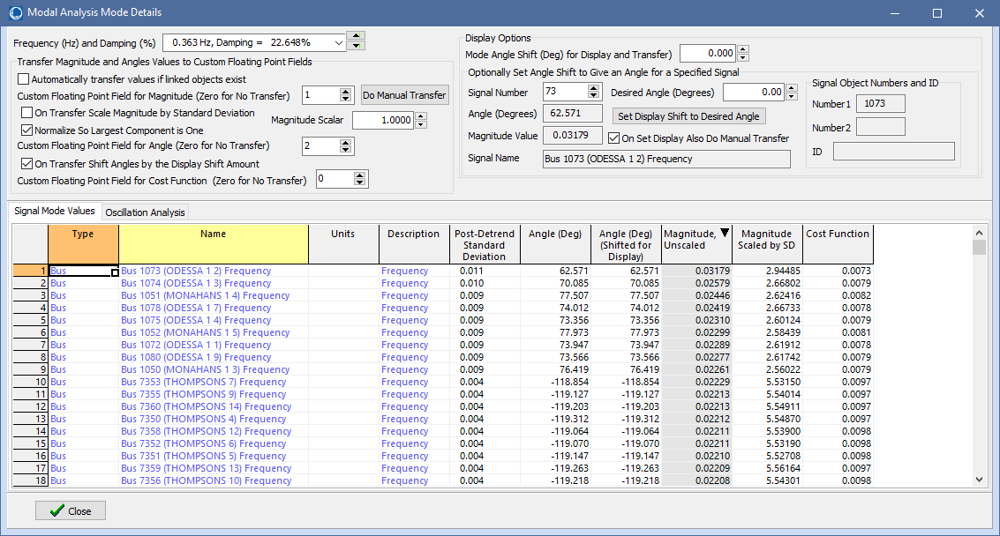 Modal Analysis Mode Details
Frequency (Hz) and Damping (%) 0.363 Hz, Damping = 22.648%
Transfer Magnitude and Angles Values to Custom Floating Point Fields
Automatically transfer values if linked objects exist
Custom Floating Point Field for Magnitude (Zero for No Transfer) 1 Do Manual Transfer
On Transfer Scale Magnitude by Standard Deviation
Magnitude Scalar 1.0000
Normalize So Largest Component is One
Custom Floating Point Field for Angle (Zero for No Transfer) 2
On Transfer Shift Angles by the Display Shift Amount
Custom Floating Point Field for Cost Function (Zero for No Transfer) 0
Display Options
Mode Angle Shift (Deg) for Display and Transfer) 0.000
Optionally Set Angle Shift to Give an Angle for a Specified Signal
Signal Number 73 Desired Angle (Degrees) 0.00
Angle (Degrees) 62.571 Set Display Shift to Desired Angle
Magnitude Value 0.03179 On Set Display Also Do Manual Transfer
Signal Name Bus 1073 (ODESSA 1 2) Frequency
Signal Object Numbers and ID
Number1 1073
Number2
ID
Signal Mode Values Oscillation Analysis
Type Name Units Description Post-Detrend Standard Deviation Angle (Deg) Angle (Deg) (Shifted for Display) Magnitude, Unscaled Magnitude Scaled by SD Cost Function
1 Bus Bus 1073 (ODESSA 1 2) Frequency Frequency 0.011 62.571 62.571 0.03179 2.94485 0.0073
2 Bus Bus 1074 (ODESSA 1 3) Frequency Frequency 0.010 70.085 70.085 0.02579 2.66802 0.0079
3 Bus Bus 1051 (MONAHANS 1 4) Frequency Frequency 0.009 77.507 77.507 0.02446 2.62416 0.0082
4 Bus Bus 1078 (ODESSA 1 7) Frequency Frequency 0.009 74.012 74.012 0.02419 2.66733 0.0078
5 Bus Bus 1075 (ODESSA 1 4) Frequency Frequency 0.009 73.356 73.356 0.02310 2.60124 0.0079
6 Bus Bus 1052 (MONAHANS 1 5) Frequency Frequency 0.009 77.973 77.973 0.02299 2.58439 0.0081
7 Bus Bus 1072 (ODESSA 1 1) Frequency Frequency 0.009 73.947 73.947 0.02289 2.61912 0.0078
8 Bus Bus 1080 (ODESSA 1 9) Frequency Frequency 0.009 73.566 73.566 0.02277 2.61742 0.0079
9 Bus Bus 1050 (MONAHANS 1 3) Frequency Frequency 0.009 76.419 76.419 0.02261 2.56022 0.0079
10 Bus Bus 7353 (THOMPSONS 7) Frequency Frequency 0.004 -118.854 -118.854 0.02229 5.53150 0.0097
11 Bus Bus 7355 (THOMPSONS 9) Frequency Frequency 0.004 -119.127 -119.127 0.02213 5.54014 0.0097
12 Bus Bus 7360 (THOMPSONS 14) Frequency Frequency 0.004 -119.203 -119.203 0.02213 5.54911 0.0097
13 Bus Bus 7350 (THOMPSONS 4) Frequency Frequency 0.004 -119.312 -119.312 0.02212 5.54870 0.0097
14 Bus Bus 7358 (THOMPSONS 12) Frequency Frequency 0.004 -119.064 -119.064 0.02211 5.53900 0.0098
15 Bus Bus 7352 (THOMPSONS 6) Frequency Frequency 0.004 -119.070 -119.070 0.02211 5.53190 0.0098
16 Bus Bus 7351 (THOMPSONS 5) Frequency Frequency 0.004 -119.147 -119.147 0.02210 5.52708 0.0098
17 Bus Bus 7359 (THOMPSONS 13) Frequency Frequency 0.004 -119.263 -119.263 0.02209 5.56164 0.0097
18 Bus Bus 7356 (THOMPSONS 10) Frequency Frequency 0.004 -119.218 -119.218 0.02208 5.54301 0.0098
Close